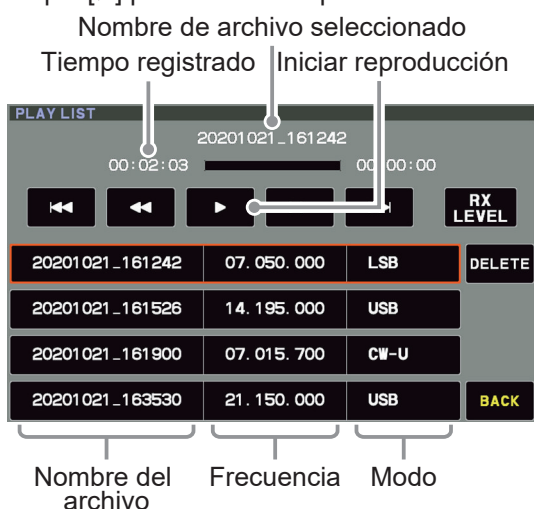 Nombre de archivo seleccionado
Tiempo registrado Iniciar reproducción
PLAY LIST
20201021_161242
00:02:03 00:00:00
RX
LEVEL
20201021_161242 07.050.000 LSB DELETE
20201021_161526 14.195.000 USB
20201021_161900 07.015.700 CW-U
20201021_163530 21.150.000 USB BACK
Nombre del Frecuencia Modo
archivo